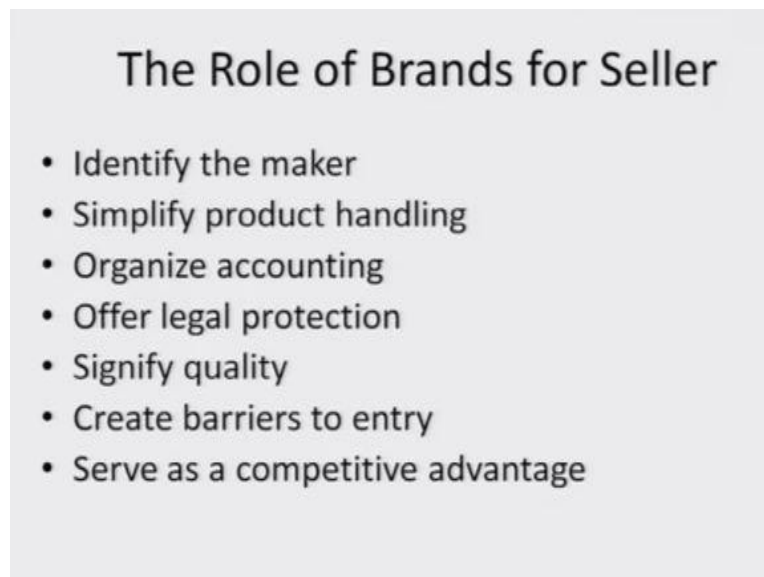 The Role of Brands for Seller
• Identify the maker
• Simplify product handling
• Organize accounting
• Offer legal protection
• Signify quality
• Create barriers to entry
• Serve as a competitive advantage